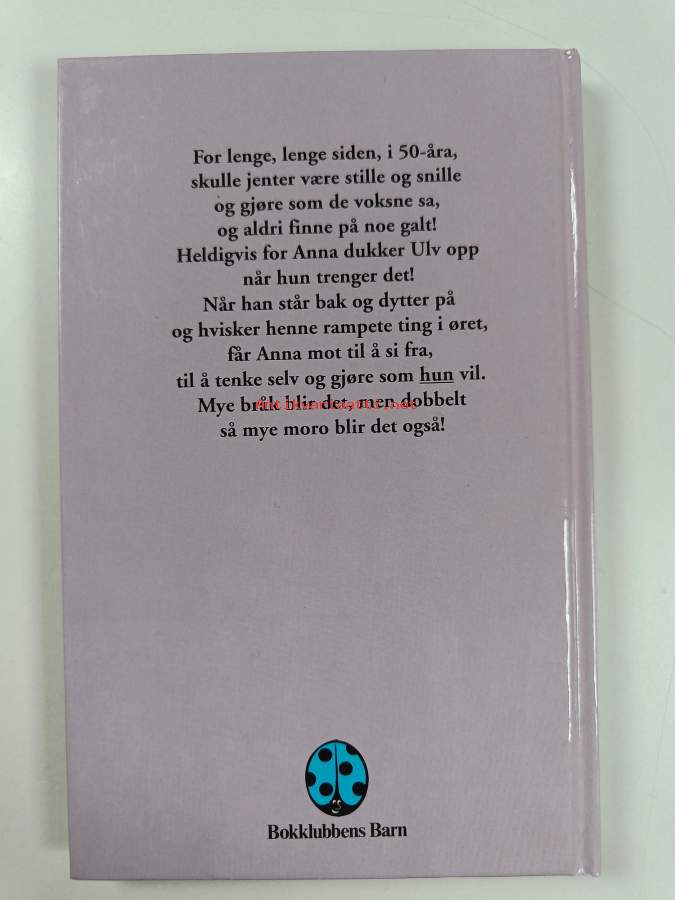 For lenge, lenge siden, i 50-åra,
skulle jenter være stille og snille
og gjøre som de voksne sa,
og aldri finne på noe galt!
Heldigvis for Anna dukker Ulv opp
når hun trenger det!
Når han står bak og dytter på
og hvisker henne rampete ting i øret,
får Anna mot til å si fra,
til å tenke selv og gjøre som hun vil.
Mye bråk blir det, men dobbelt
så mye moro blir det også!
Antikvariaatti.net
Bokklubbens Barn